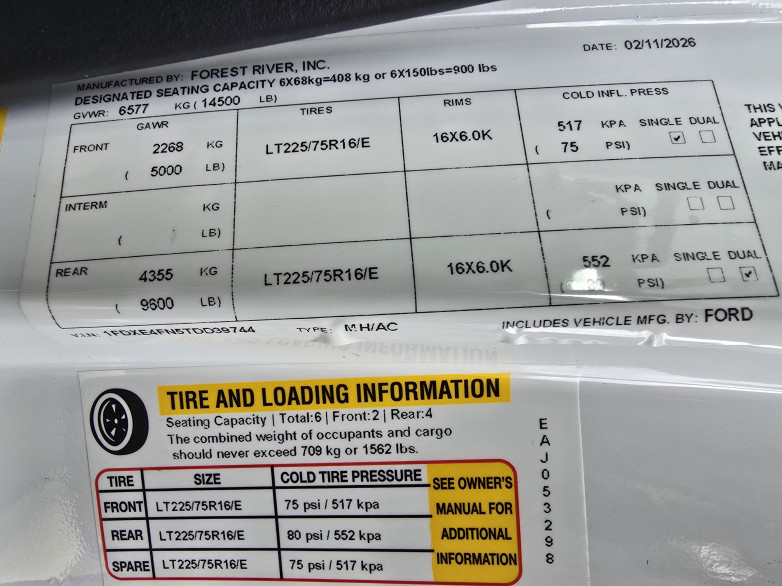 MANUFACTURED BY: FOREST RIVER, INC. DATE: 02/11/2026
DESIGNATED SEATING CAPACITY 6X68kg=408 kg or 6X150lbs=900 lbs
GVWR: 6577 KG ( 14500 LB)
GAWR TIRES RIMS COLD INFL. PRESS
FRONT 2268 KG LT225/75R16/E 16X6.0K 517 KPA SINGLE DUAL
( 5000 LB) ( 75 PSI)
INTERM KG KPA SINGLE DUAL
( LB) ( PSI)
REAR 4355 KG LT225/75R16/E 16X6.0K 552 KPA SINGLE DUAL
( 9600 LB) ( PSI)
V.I.N: 1FDXE4FN5TDD39744 TYPE: MH/AC INCLUDES VEHICLE MFG. BY: FORD
THIS
APPL
VEH
EFF
MA
TIRE AND LOADING INFORMATION
Seating Capacity | Total:6 | Front:2 | Rear:4
The combined weight of occupants and cargo
should never exceed 709 kg or 1562 lbs.
TIRE SIZE COLD TIRE PRESSURE SEE OWNER'S
FRONT LT225/75R16/E 75 psi / 517 kpa MANUAL FOR
REAR LT225/75R16/E 80 psi / 552 kpa ADDITIONAL
SPARE LT225/75R16/E 75 psi / 517 kpa INFORMATION
EAJ053298